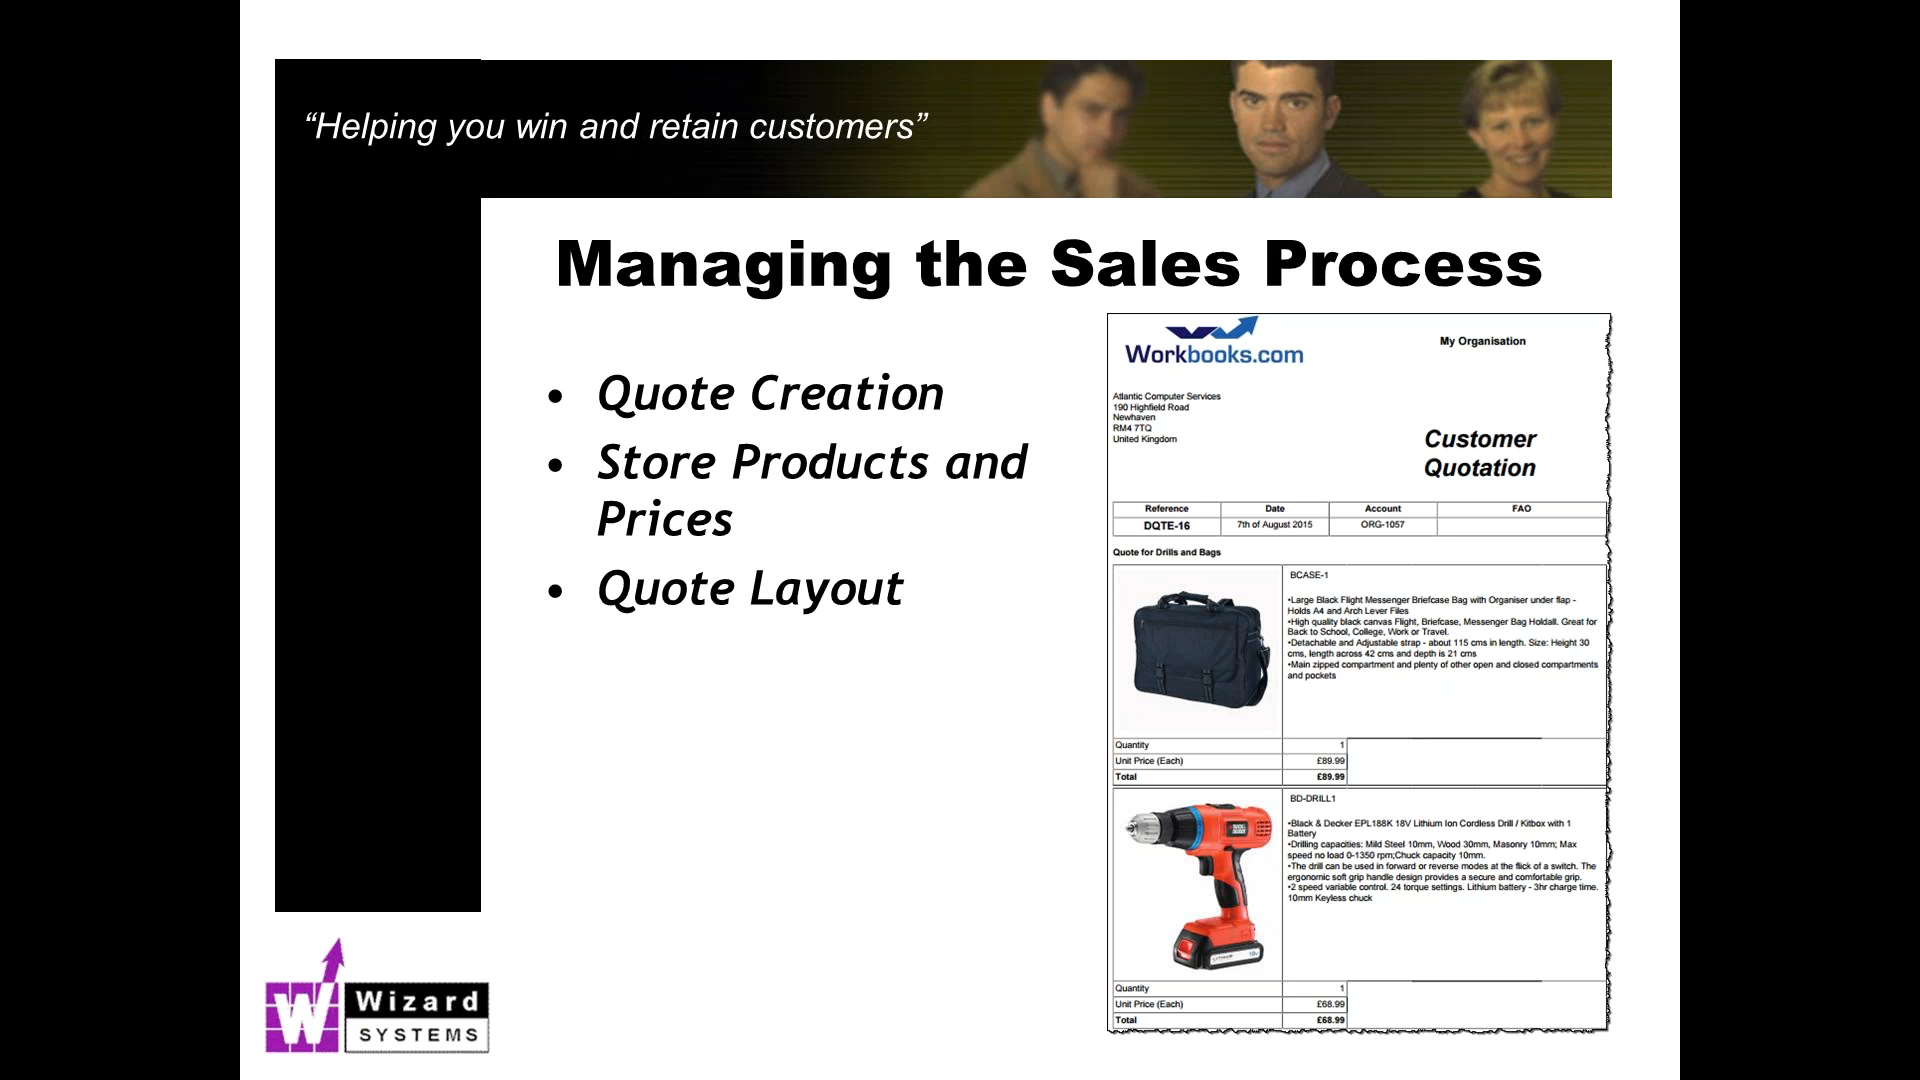 “Helping you win and retain customers”
Managing the Sales Process
• Quote Creation
• Store Products and
Prices
• Quote Layout
Workbooks.com
My Organisation
Atlantic Computer Services
190 Highfield Road
Newhaven
RM4 7TQ
United Kingdom
Customer
Quotation
Reference Date Account FAO
DQTE-16 7th of August 2015 ORG-1057
Quote for Drills and Bags
BCASE-1
•Large Black Flight Messenger Briefcase Bag with Organiser under flap -
Holds A4 and Arch Lever Files
•High quality black canvas Flight, Briefcase, Messenger Bag Holdall. Great for
Back to School, College, Work or Travel.
•Detachable and Adjustable strap - about 115 cms in length. Size: Height 30
cms, length across 42 cms and depth is 21 cms
•Main zipped compartment and plenty of other open and closed compartments
and pockets
Quantity 1
Unit Price (Each) £89.99
Total £89.99
BD-DRILL1
•Black & Decker EPL188K 18V Lithium Ion Cordless Drill / Kitbox with 1
Battery
•Drilling capacities: Mild Steel 10mm, Wood 30mm, Masonry 10mm; Max
speed no load 0-1350 rpm;Chuck capacity 10mm.
•The drill can be used in forward or reverse modes at the flick of a switch. The
ergonomic soft grip handle design provides a secure and comfortable grip.
•2 speed variable control. 24 torque settings. Lithium battery - 3hr charge time.
10mm Keyless chuck
Quantity 1
Unit Price (Each) £68.99
Total £68.99
W Wizard
SYSTEMS